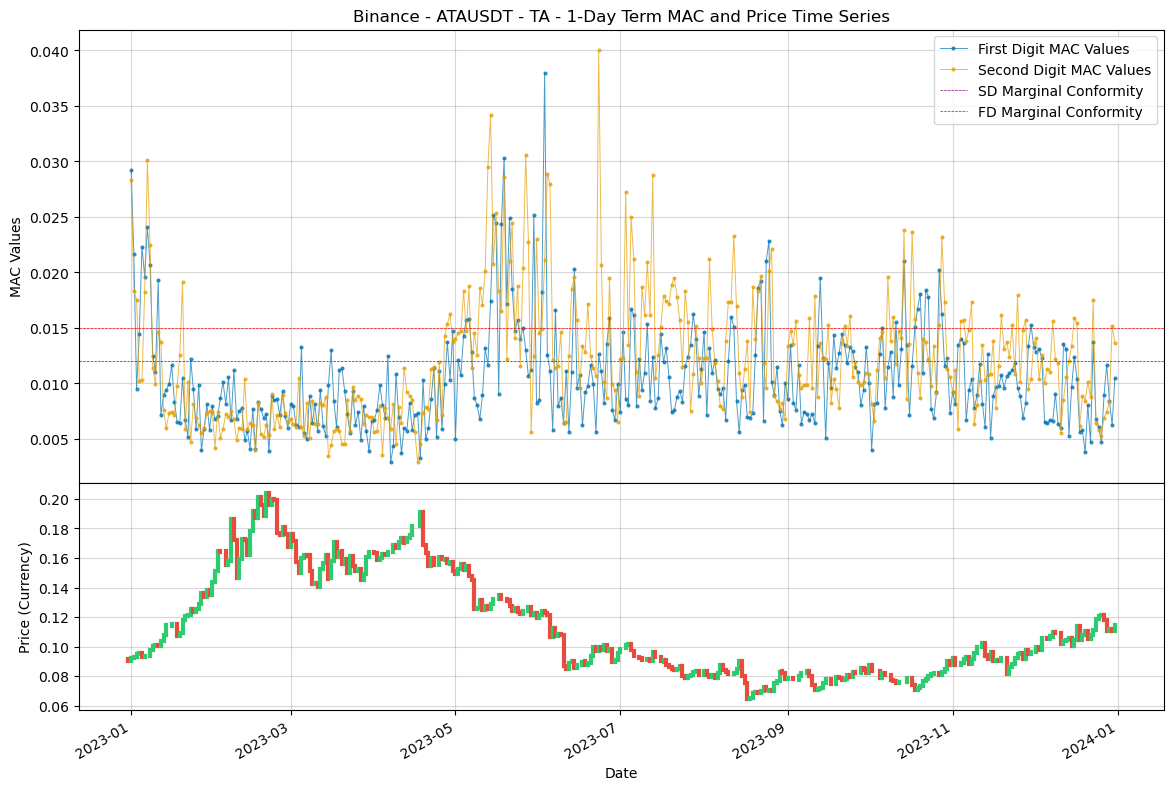 Binance - ATAUSDT - TA - 1-Day Term MAC and Price Time Series
First Digit MAC Values
Second Digit MAC Values
SD Marginal Conformity
FD Marginal Conformity
MAC Values
0.040
0.035
0.030
0.025
0.020
0.015
0.010
0.005
Price (Currency)
0.20
0.18
0.16
0.14
0.12
0.10
0.08
0.06
2023-01
2023-03
2023-05
2023-07
2023-09
2023-11
2024-01
Date